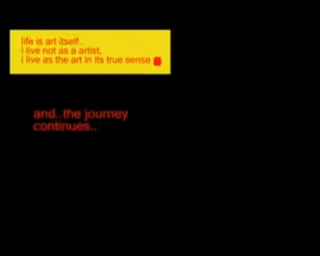 life is art itself..
i live not as a artist,
i live as the art in its true sense
and..the journey
continues..